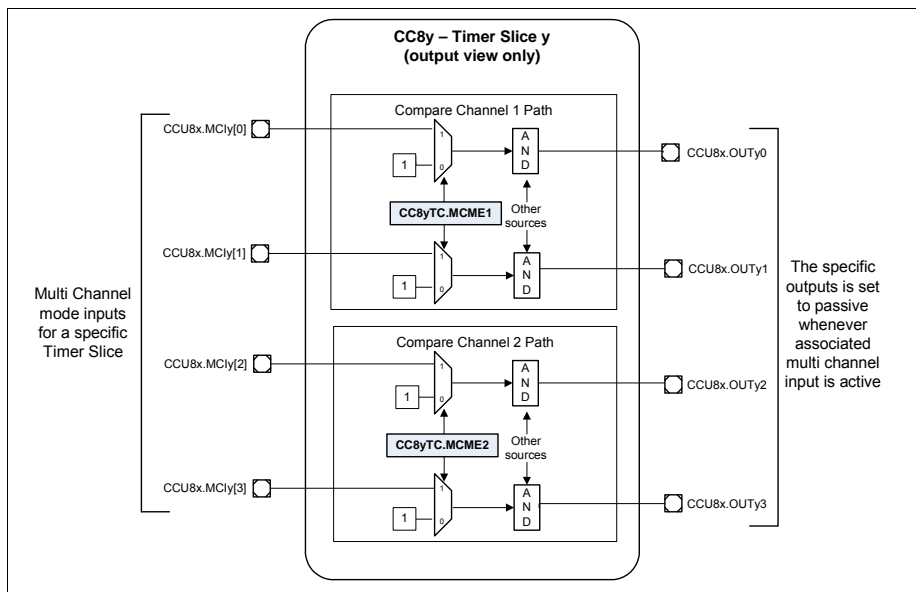 CC8y – Timer Slice y
(output view only)
Compare Channel 1 Path
CCU8x.MCIy[0]
1
1
0
A
N
D
CCU8x.OUTy0
CC8yTC.MCME1
Other
sources
CCU8x.MCIy[1]
1
1
0
A
N
D
CCU8x.OUTy1
Multi Channel
mode inputs
for a specific
Timer Slice
The specific
outputs is set
to passive
whenever
associated
multi channel
input is active
Compare Channel 2 Path
CCU8x.MCIy[2]
1
1
0
A
N
D
CCU8x.OUTy2
CC8yTC.MCME2
Other
sources
CCU8x.MCIy[3]
1
1
0
A
N
D
CCU8x.OUTy3